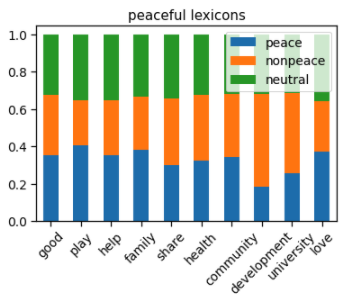 peaceful lexicons
1.0
0.8
0.6
0.4
0.2
0.0
peace
nonpeace
neutral
good
play
help
family
share
health
community
development
university
love